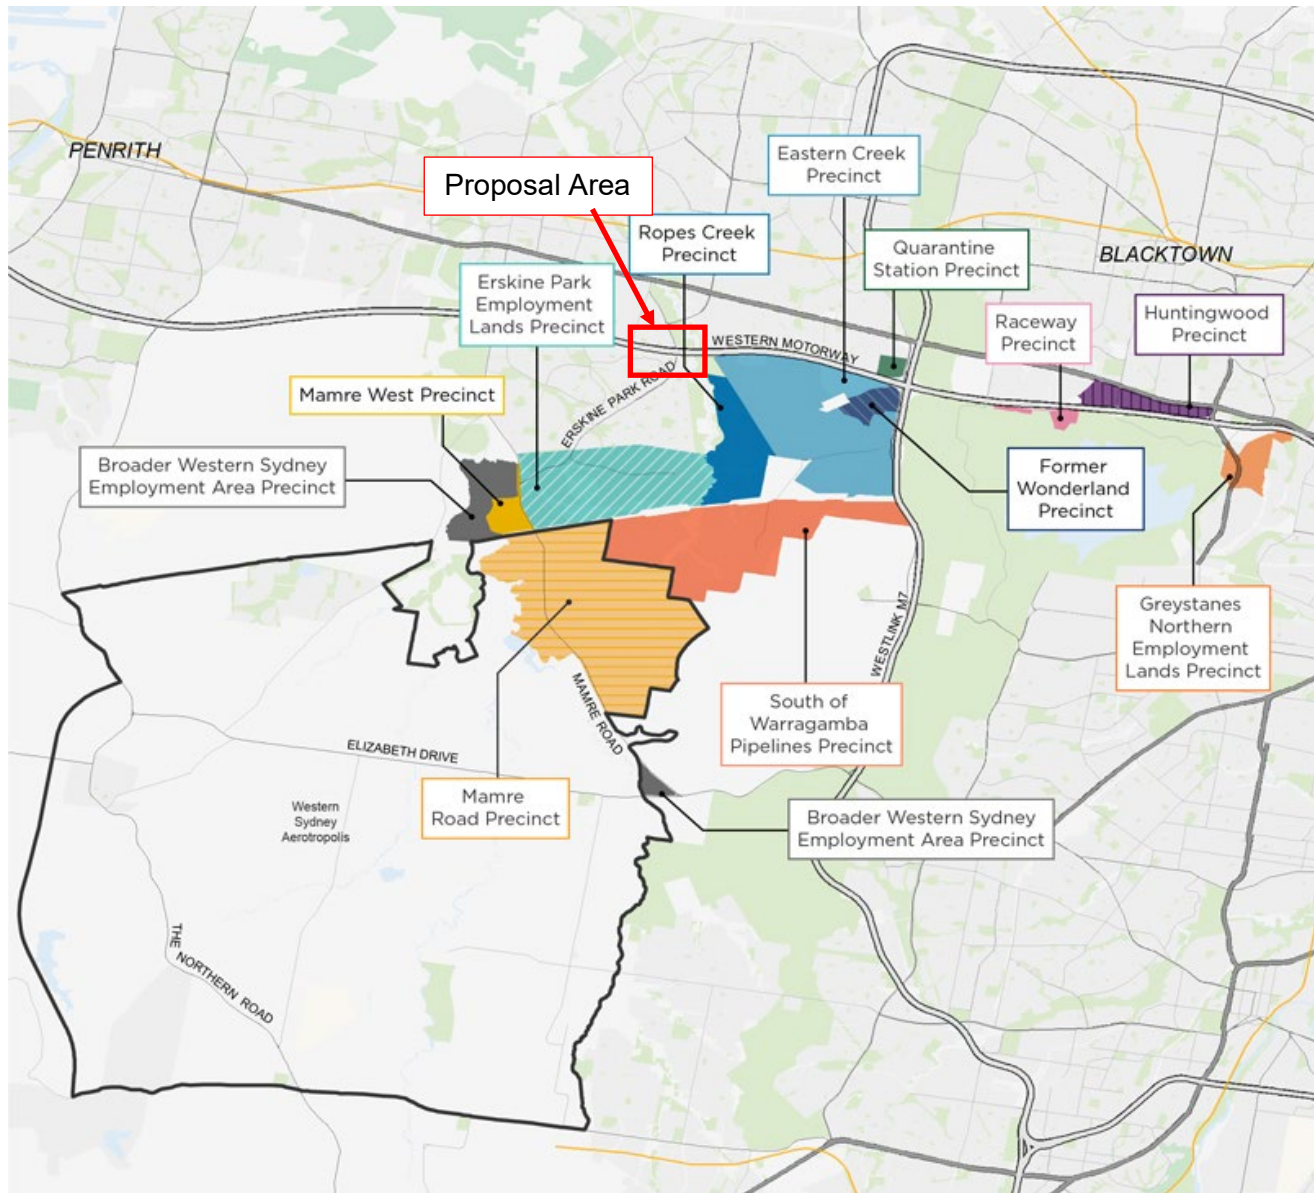 PENRITH
Proposal Area
Eastern Creek
Precinct
Ropes Creek
Precinct
Quarantine
Station Precinct
BLACKTOWN
Erskine Park
Employment
Lands Precinct
Raceway
Precinct
Huntingwood
Precinct
WESTERN MOTORWAY
Mamre West Precinct
ERSKINE PARK ROAD
Broader Western Sydney
Employment Area Precinct
Former
Wonderland
Precinct
Greystanes
Northern
Employment
Lands Precinct
WESTLINK M7
MAMRE ROAD
South of
Warragamba
Pipelines Precinct
ELIZABETH DRIVE
Mamre
Road Precinct
Western
Sydney
Aerotropolis
Broader Western Sydney
Employment Area Precinct
THE NORTHERN ROAD